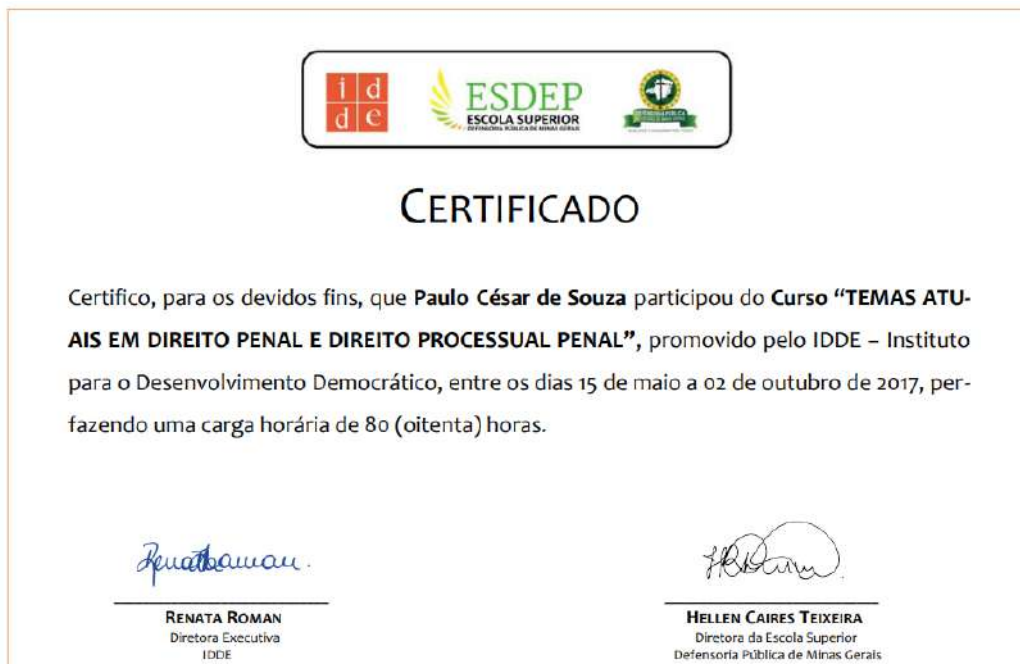 i d
d e
ESDEP
ESCOLA SUPERIOR
DEFENSORIA PÚBLICA DE MINAS GERAIS
CERTIFICADO
Certifico, para os devidos fins, que Paulo César de Souza participou do Curso “TEMAS ATU-
AIS EM DIREITO PENAL E DIREITO PROCESSUAL PENAL”, promovido pelo IDDE – Instituto
para o Desenvolvimento Democrático, entre os dias 15 de maio a 02 de outubro de 2017, per-
fazendo uma carga horária de 80 (oitenta) horas.
RENATA ROMAN
Diretora Executiva
IDDE
HELLEN CAIRES TEIXEIRA
Diretora da Escola Superior
Defensoria Pública de Minas Gerais